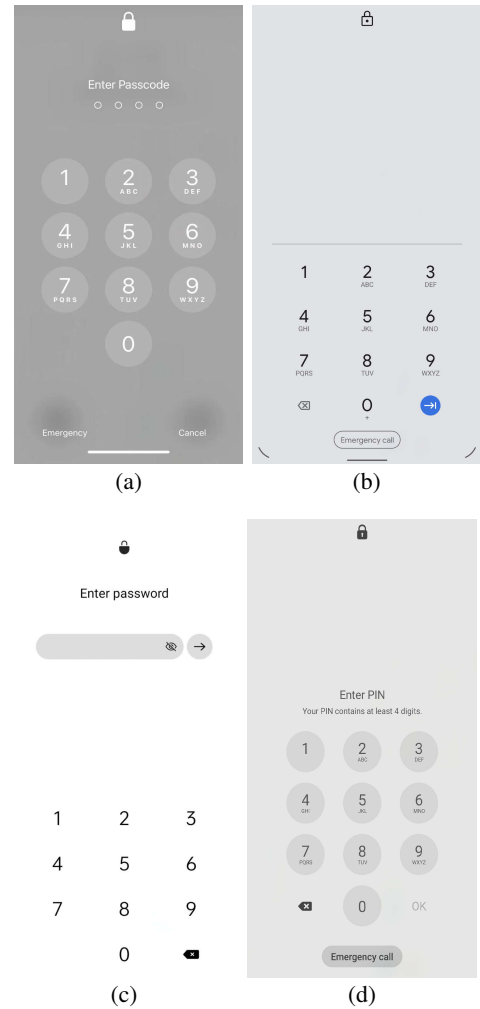 Enter Passcode
1 2 3
ABC DEF
4 5 6
GHI JKL MNO
7 8 9
PQRS TUV WXYZ
0
Emergency Cancel
(a)
1 2 3
ABC DEF
4 5 6
GHI JKL MNO
7 8 9
PQRS TUV WXYZ
0
+
Emergency call
(b)
Enter password
1 2 3
4 5 6
7 8 9
0
(c)
Enter PIN
Your PIN contains at least 4 digits.
1 2 3
ABC DEF
4 5 6
GHI JKL MNO
7 8 9
PQRS TUV WXYZ
0 OK
Emergency call
(d)